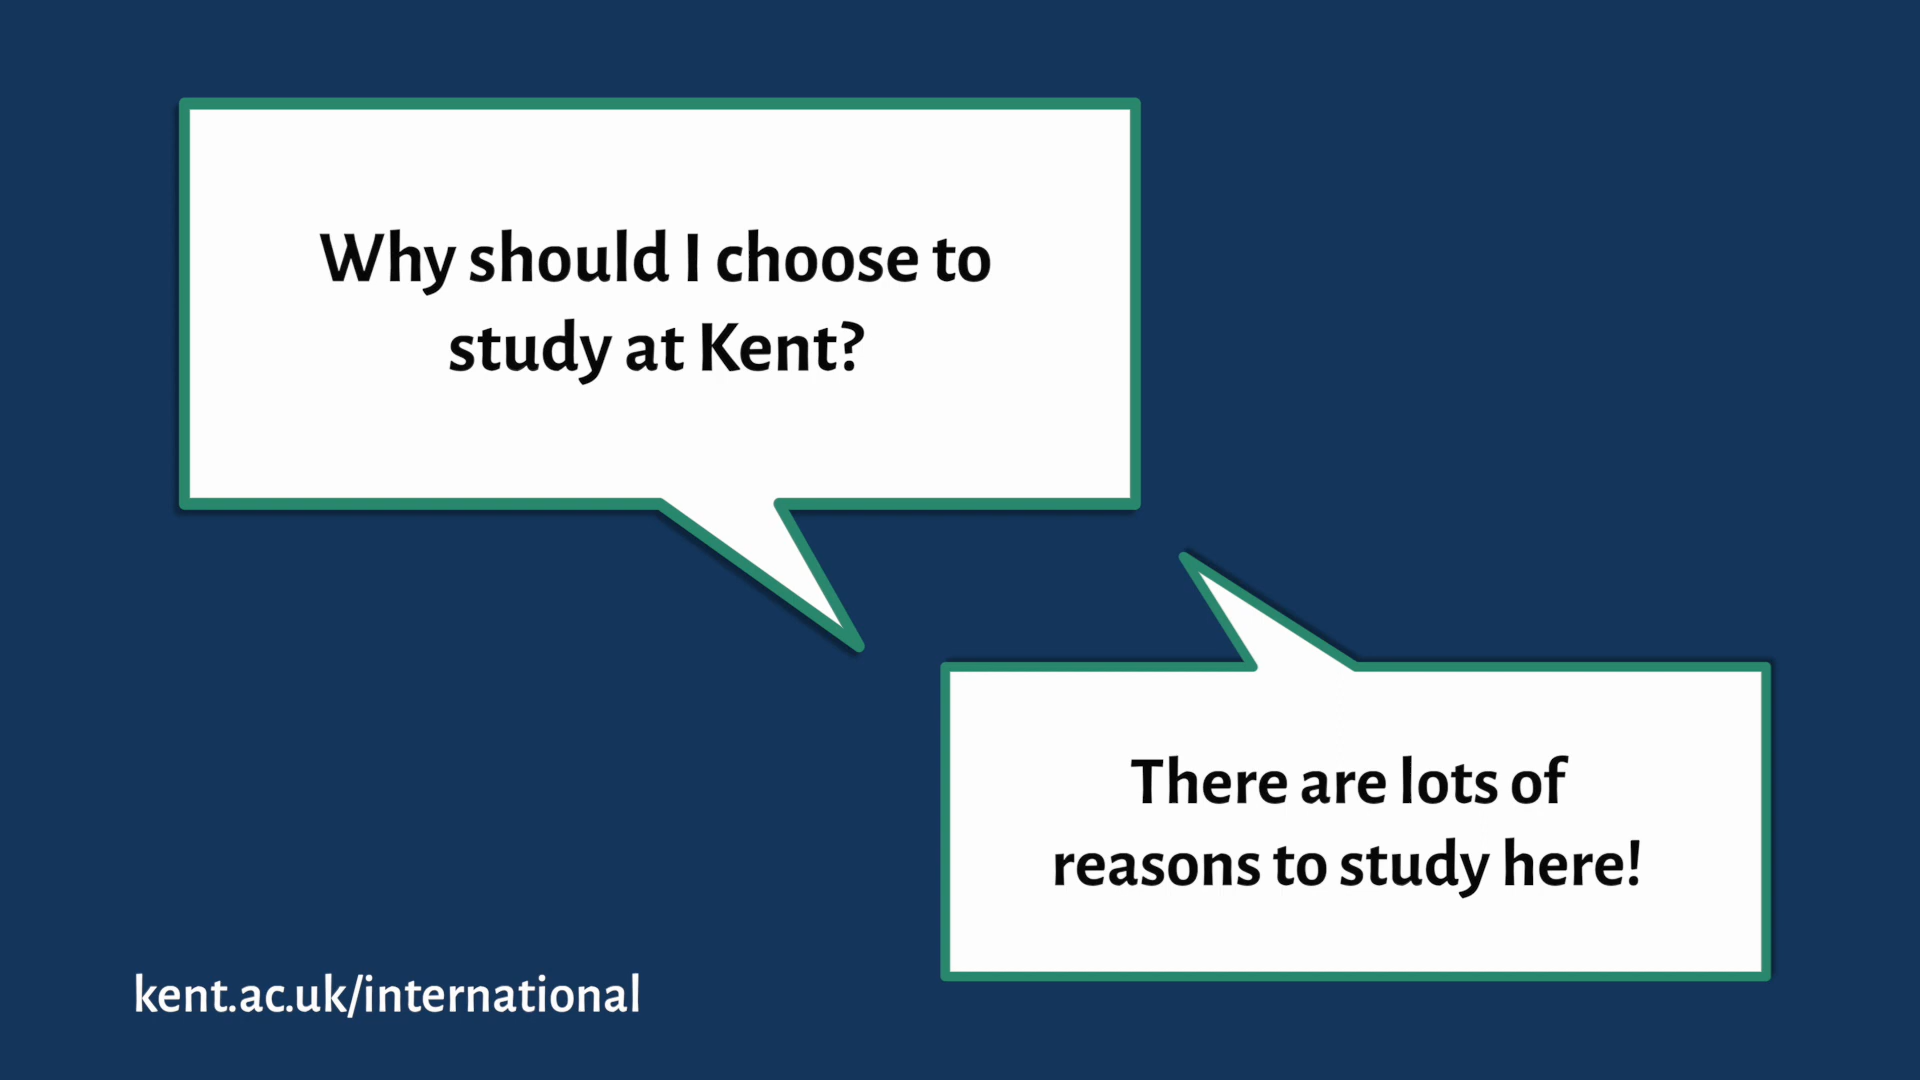 Why should I choose to
study at Kent?
There are lots of
reasons to study here!
kent.ac.uk/international